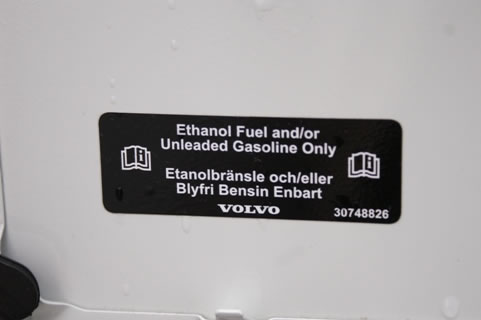 Ethanol Fuel and/or
Unleaded Gasoline Only
Etanolbränsle och/eller
Blyfri Bensin Enbart
VOLVO
30748826